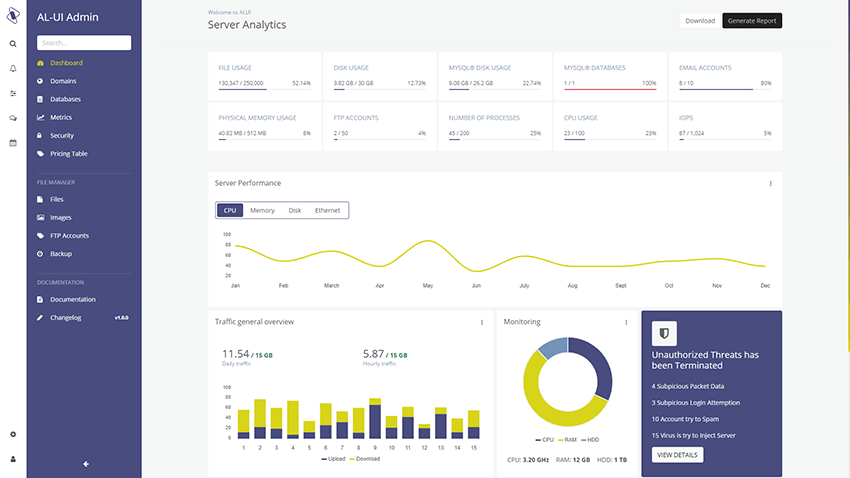 AL-UI Admin
Search...
Dashboard
Domains
Databases
Metrics
Security
Pricing Table
FILE MANAGER
Files
Images
FTP Accounts
Backup
DOCUMENTATION
Documentation
Changelog v1.0.0
Welcome to ALUI
Server Analytics
Download Generate Report
FILE USAGE
130,347 / 250,000 52.14%
DISK USAGE
3.82 GB / 30 GB 12.73%
MYSQL® DISK USAGE
9.08 GB / 26.2 GB 22.74%
MYSQL® DATABASES
1 / 1 100%
EMAIL ACCOUNTS
8 / 10 80%
PHYSICAL MEMORY USAGE
40.82 MB / 512 MB 8%
FTP ACCOUNTS
2 / 50 4%
NUMBER OF PROCESSES
45 / 200 25%
CPU USAGE
23 / 100 23%
IOPS
87 / 1,024 5%
Server Performance
CPU Memory Disk Ethernet
100
80
60
40
20
Jan Feb March Apr May Jun July Aug Sept Oct Nov Dec
Traffic general overview
11.54 / 15 GB
Daily traffic
5.87 / 15 GB
Hourly traffic
100
80
60
40
20
0
1 2 3 4 5 6 7 8 9 10 11 12 13 14 15
Upload Download
Monitoring
CPU RAM HDD
CPU: 3.20 GHz RAM: 12 GB HDD: 1 TB
Unauthorized Threats has
been Terminated
4 Subpicious Packet Data
3 Subpicious Login Attemption
10 Account try to Spam
15 Virus is try to Inject Server
VIEW DETAILS